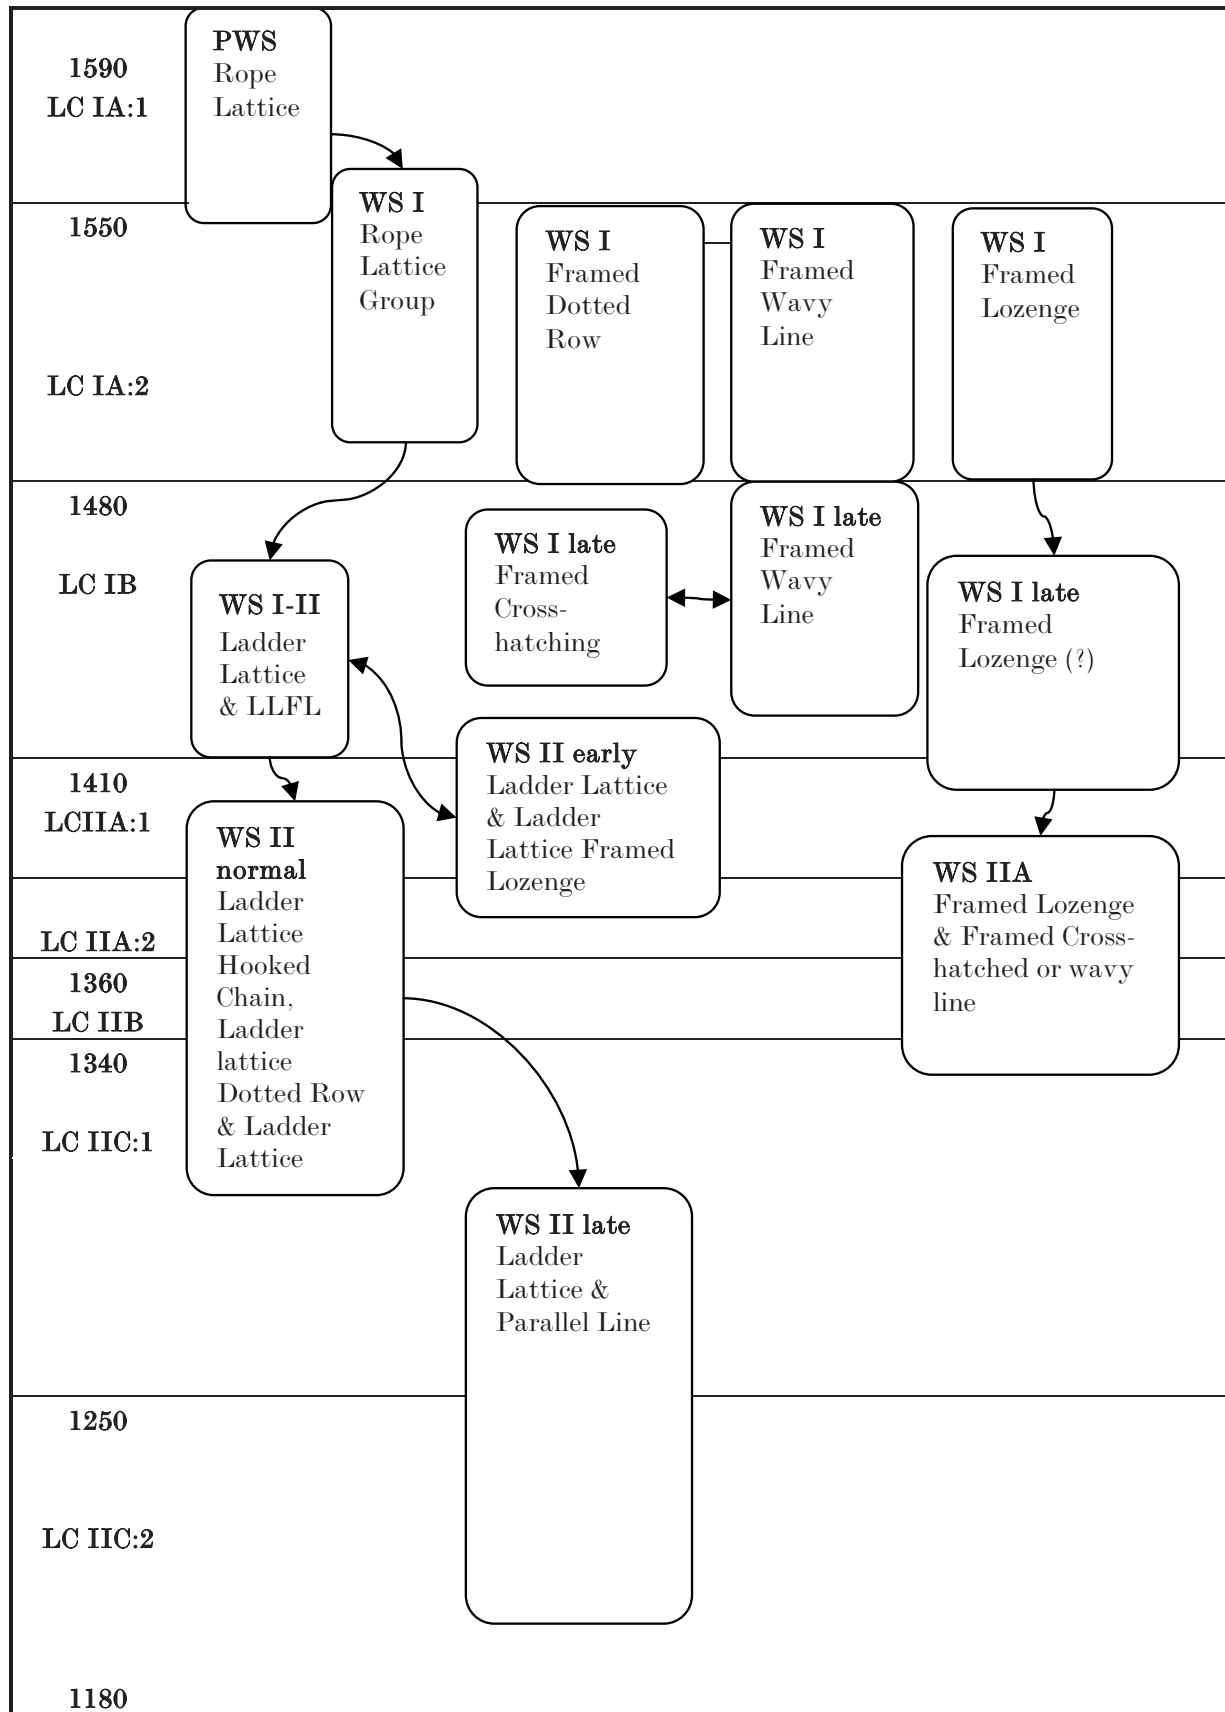 1590
LC IA:1
PWS
Rope
Lattice
1550
LC IA:2
WS I
Rope
Lattice
Group
WS I
Framed
Dotted
Row
WS I
Framed
Wavy
Line
WS I
Framed
Lozenge
1480
LC IB
WS I-II
Ladder
Lattice
& LLFL
WS I late
Framed
Cross-
hatching
WS I late
Framed
Wavy
Line
WS I late
Framed
Lozenge (?)
1410
LCIIA:1
WS II
normal
Ladder
Lattice
Hooked
Chain,
Ladder
lattice
Dotted Row
& Ladder
Lattice
WS II early
Ladder Lattice
& Ladder
Lattice Framed
Lozenge
WS IIA
Framed Lozenge
& Framed Cross-
hatched or wavy
line
LC IIA:2
1360
LC IIB
1340
LC IIC:1
WS II late
Ladder
Lattice &
Parallel Line
1250
LC IIC:2
1180